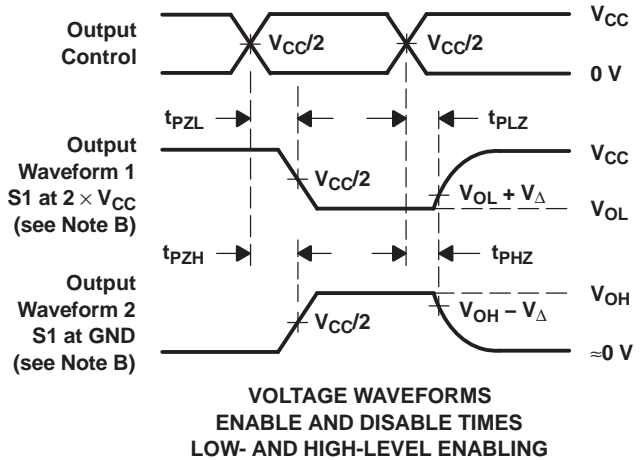 Output
Control
V_CC/2
V_CC/2
V_CC
0 V
t_PZL
t_PLZ
Output
Waveform 1
S1 at 2 × V_CC
(see Note B)
V_CC/2
V_CC
V_OL + V_Δ
V_OL
t_PZH
t_PHZ
Output
Waveform 2
S1 at GND
(see Note B)
V_CC/2
V_OH
V_OH − V_Δ
≈0 V
VOLTAGE WAVEFORMS
ENABLE AND DISABLE TIMES
LOW- AND HIGH-LEVEL ENABLING